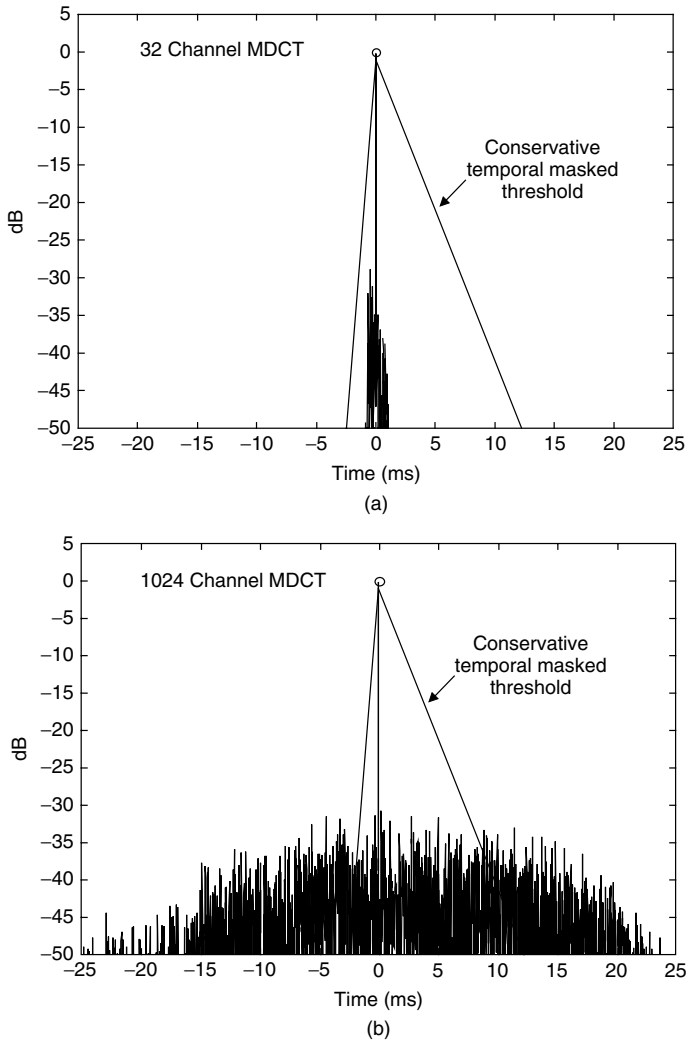 5
0
−5
−10
−15
−20
−25
−30
−35
−40
−45
−50
dB
32 Channel MDCT
Conservative
temporal masked
threshold
−25 −20 −15 −10 −5 0 5 10 15 20 25
Time (ms)
(a)
5
0
−5
−10
−15
−20
−25
−30
−35
−40
−45
−50
dB
1024 Channel MDCT
Conservative
temporal masked
threshold
−25 −20 −15 −10 −5 0 5 10 15 20 25
Time (ms)
(b)